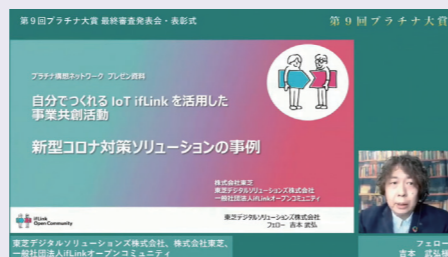 第9回プラチナ大賞 最終審査発表会・表彰式
第9回プラチナ大賞
プラチナ構想ネットワーク プレゼン資料
自分でつくれる IoT ifLink を活用した
事業共創活動
新型コロナ対策ソリューションの事例
株式会社東芝
東芝デジタルソリューションズ株式会社
一般社団法人ifLinkオープンコミュニティ
ifLink
Open Community
東芝デジタルソリューションズ株式会社
フェロー 吉本 武弘
東芝デジタルソリューションズ株式会社、株式会社東芝、
一般社団法人ifLinkオープンコミュニティ
フェロー
吉本 武弘様